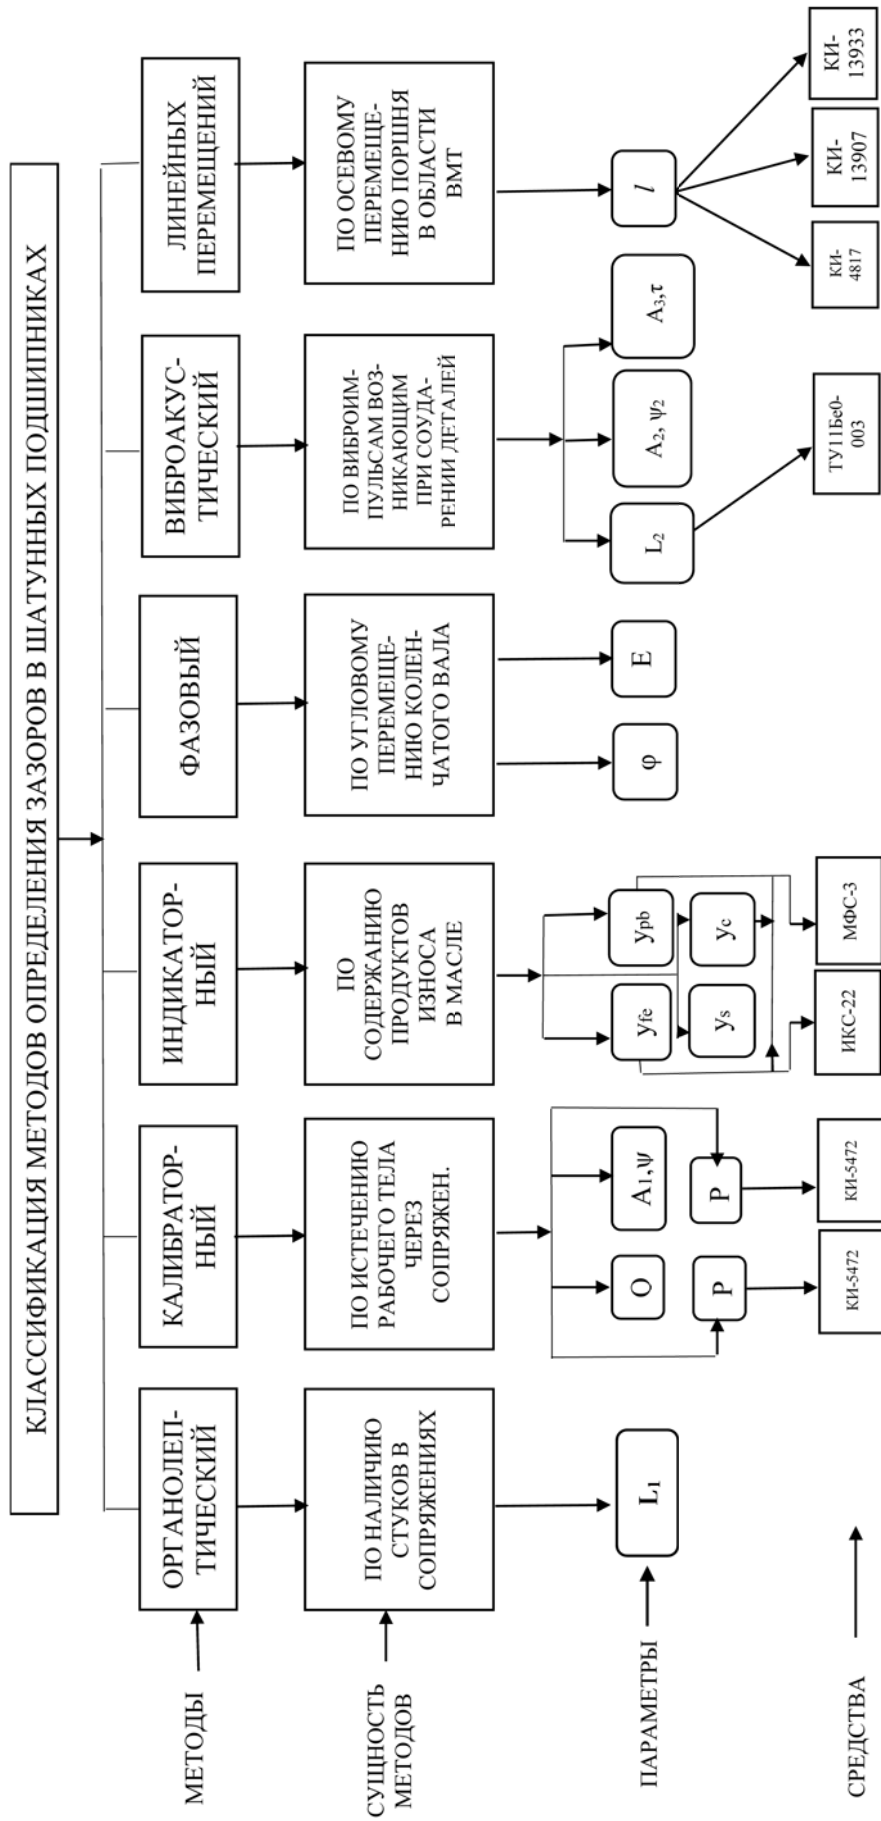 КЛАССИФИКАЦИЯ МЕТОДОВ ОПРЕДЕЛЕНИЯ ЗАЗОРОВ В ШАТУННЫХ ПОДШИПНИКАХ
МЕТОДЫ
ОРГАНОЛЕП-
ТИЧЕСКИЙ
КАЛИБРАТОР-
НЫЙ
ИНДИКАТОР-
НЫЙ
ФАЗОВЫЙ
ВИБРОАКУС-
ТИЧЕСКИЙ
ЛИНЕЙНЫХ
ПЕРЕМЕЩЕНИЙ
СУЩНОСТЬ
МЕТОДОВ
ПО НАЛИЧИЮ
СТУКОВ В
СОПРЯЖЕНИЯХ
ПО ИСТЕЧЕНИЮ
РАБОЧЕГО ТЕЛА
ЧЕРЕЗ
СОПРЯЖЕН.
ПО
СОДЕРЖАНИЮ
ПРОДУКТОВ
ИЗНОСА
В МАСЛЕ
ПО УГЛОВОМУ
ПЕРЕМЕЩЕ-
НИЮ КОЛЕН-
ЧАТОГО ВАЛА
ПО ВИБРОИМ-
ПУЛЬСАМ ВОЗ-
НИКАЮЩИМ
ПРИ СОУДА-
РЕНИИ ДЕТАЛЕЙ
ПО ОСЕВОМУ
ПЕРЕМЕЩЕ-
НИЮ ПОРШНЯ
В ОБЛАСТИ
ВМТ
ПАРАМЕТРЫ
L1
О
А1,ψ
Р
Р
Уfe
Уpb
Уs
Ус
φ
Е
L2
А2, ψ2
А3,τ
l
СРЕДСТВА
КИ-5472
КИ-5472
ИКС-22
МФС-3
ТУ11Бе0-
003
КИ-
4817
КИ-
13907
КИ-
13933